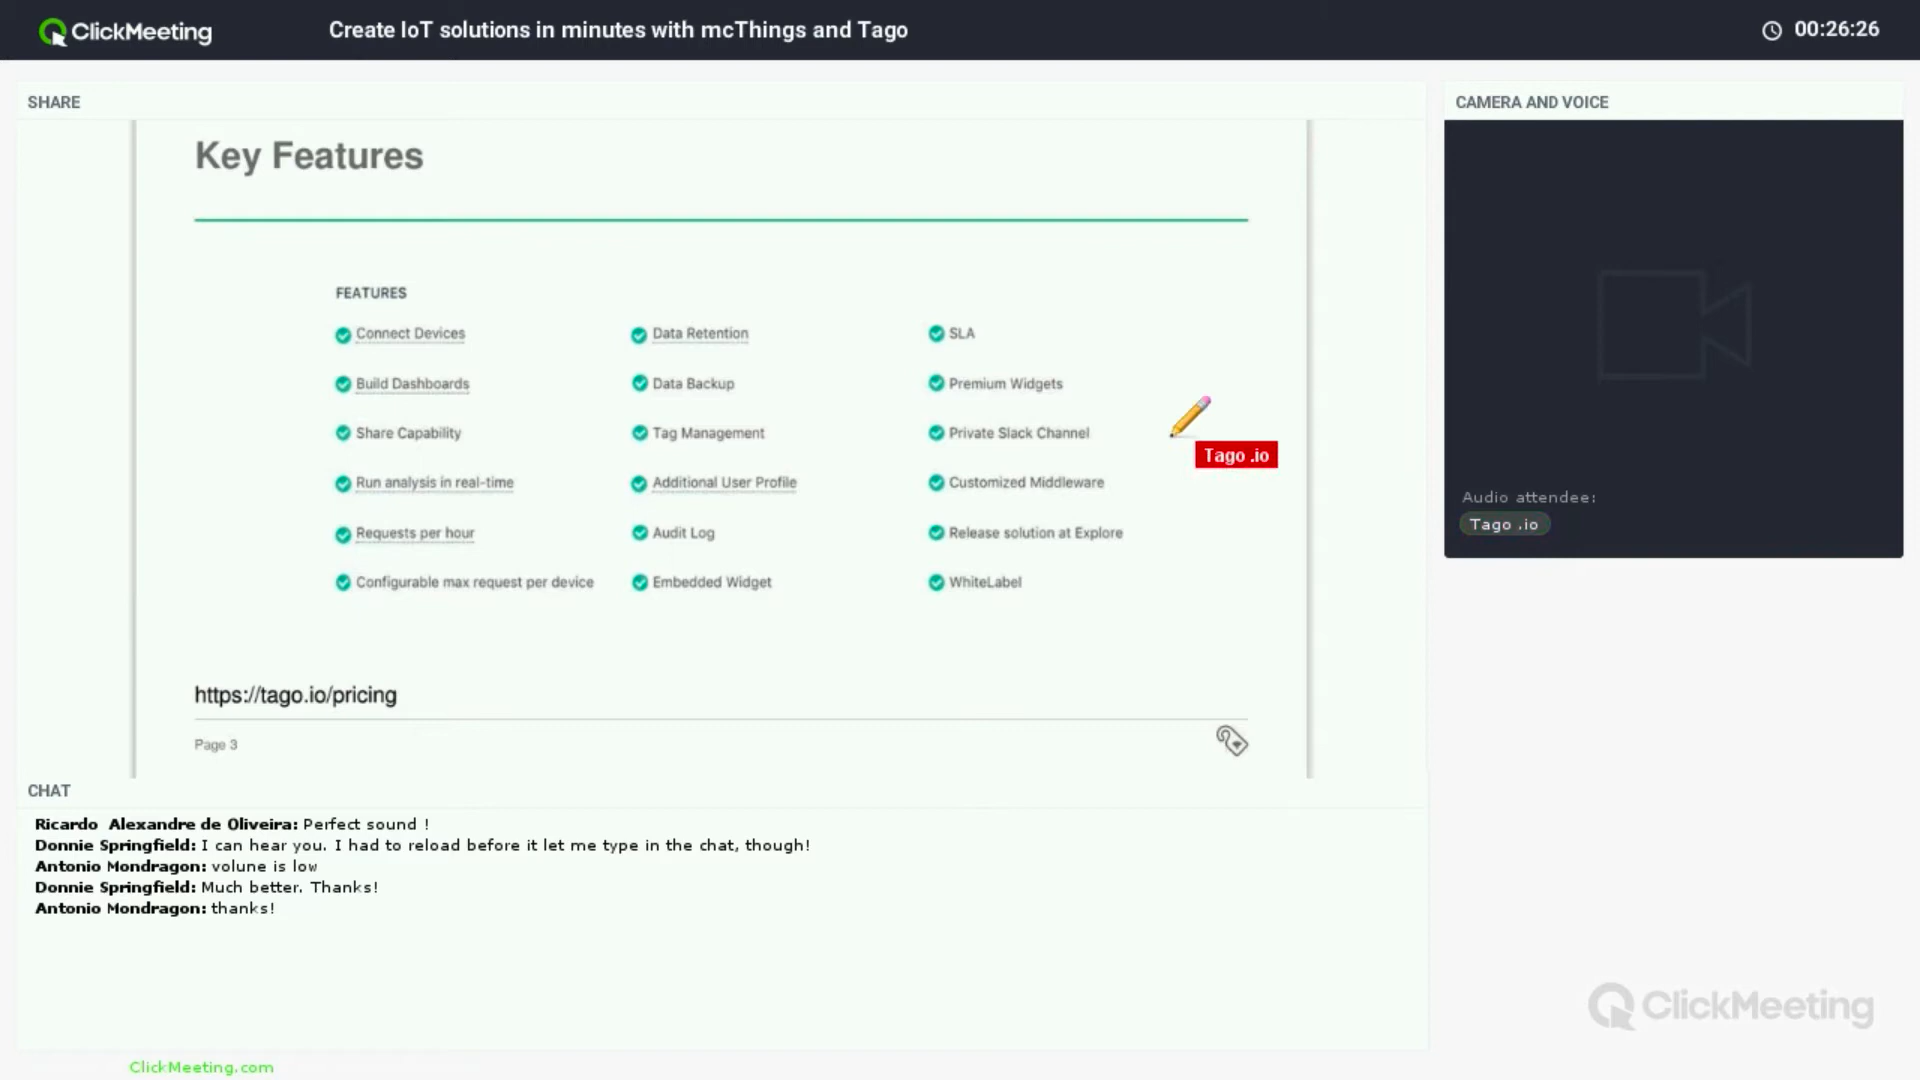 ClickMeeting
Create IoT solutions in minutes with mcThings and Tago
00:26:26
SHARE
Key Features
FEATURES
Connect Devices
Data Retention
SLA
Build Dashboards
Data Backup
Premium Widgets
Share Capability
Tag Management
Private Slack Channel
Run analysis in real-time
Additional User Profile
Customized Middleware
Requests per hour
Audit Log
Release solution at Explore
Configurable max request per device
Embedded Widget
WhiteLabel
Tago .io
https://tago.io/pricing
Page 3
CAMERA AND VOICE
Audio attendee:
Tago .io
CHAT
Ricardo Alexandre de Oliveira: Perfect sound !
Donnie Springfield: I can hear you. I had to reload before it let me type in the chat, though!
Antonio Mondragon: volune is low
Donnie Springfield: Much better. Thanks!
Antonio Mondragon: thanks!
ClickMeeting
ClickMeeting.com